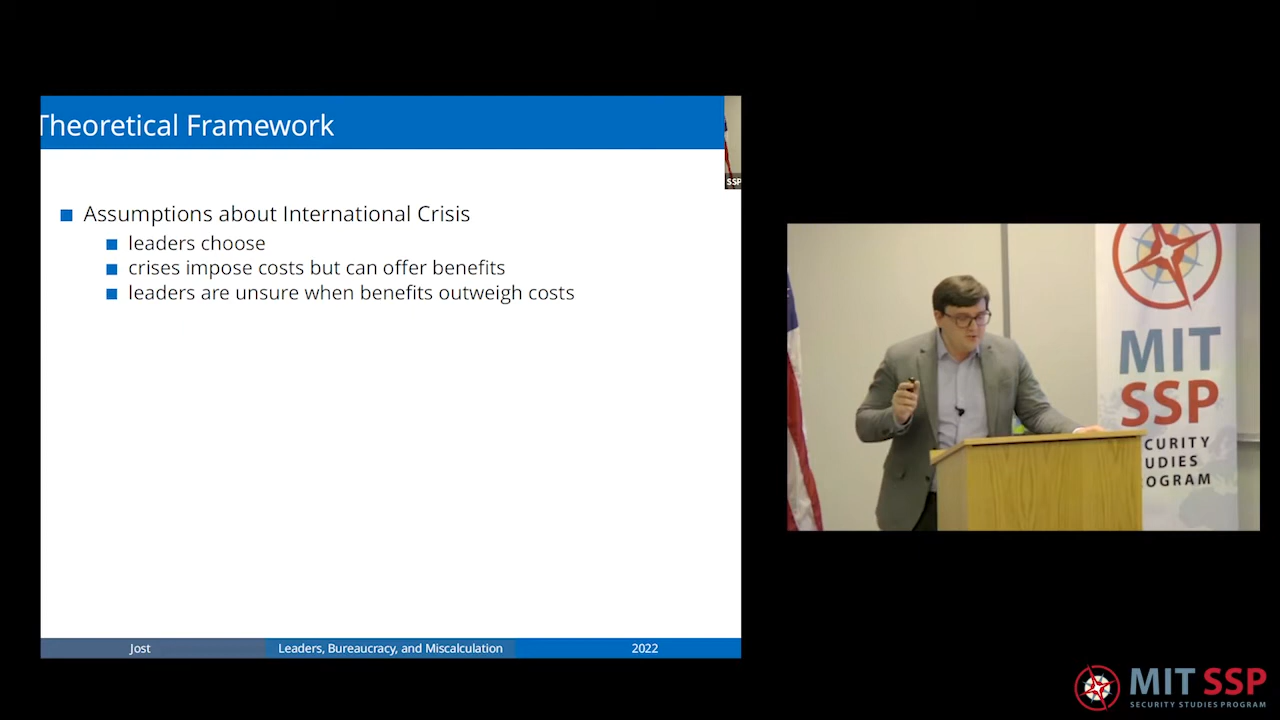 Theoretical Framework
SSP
Assumptions about International Crisis
leaders choose
crises impose costs but can offer benefits
leaders are unsure when benefits outweigh costs
Jost
Leaders, Bureaucracy, and Miscalculation
2022
MIT
SSP
CURITY
UDIES
OGRAM
MIT SSP
SECURITY STUDIES PROGRAM